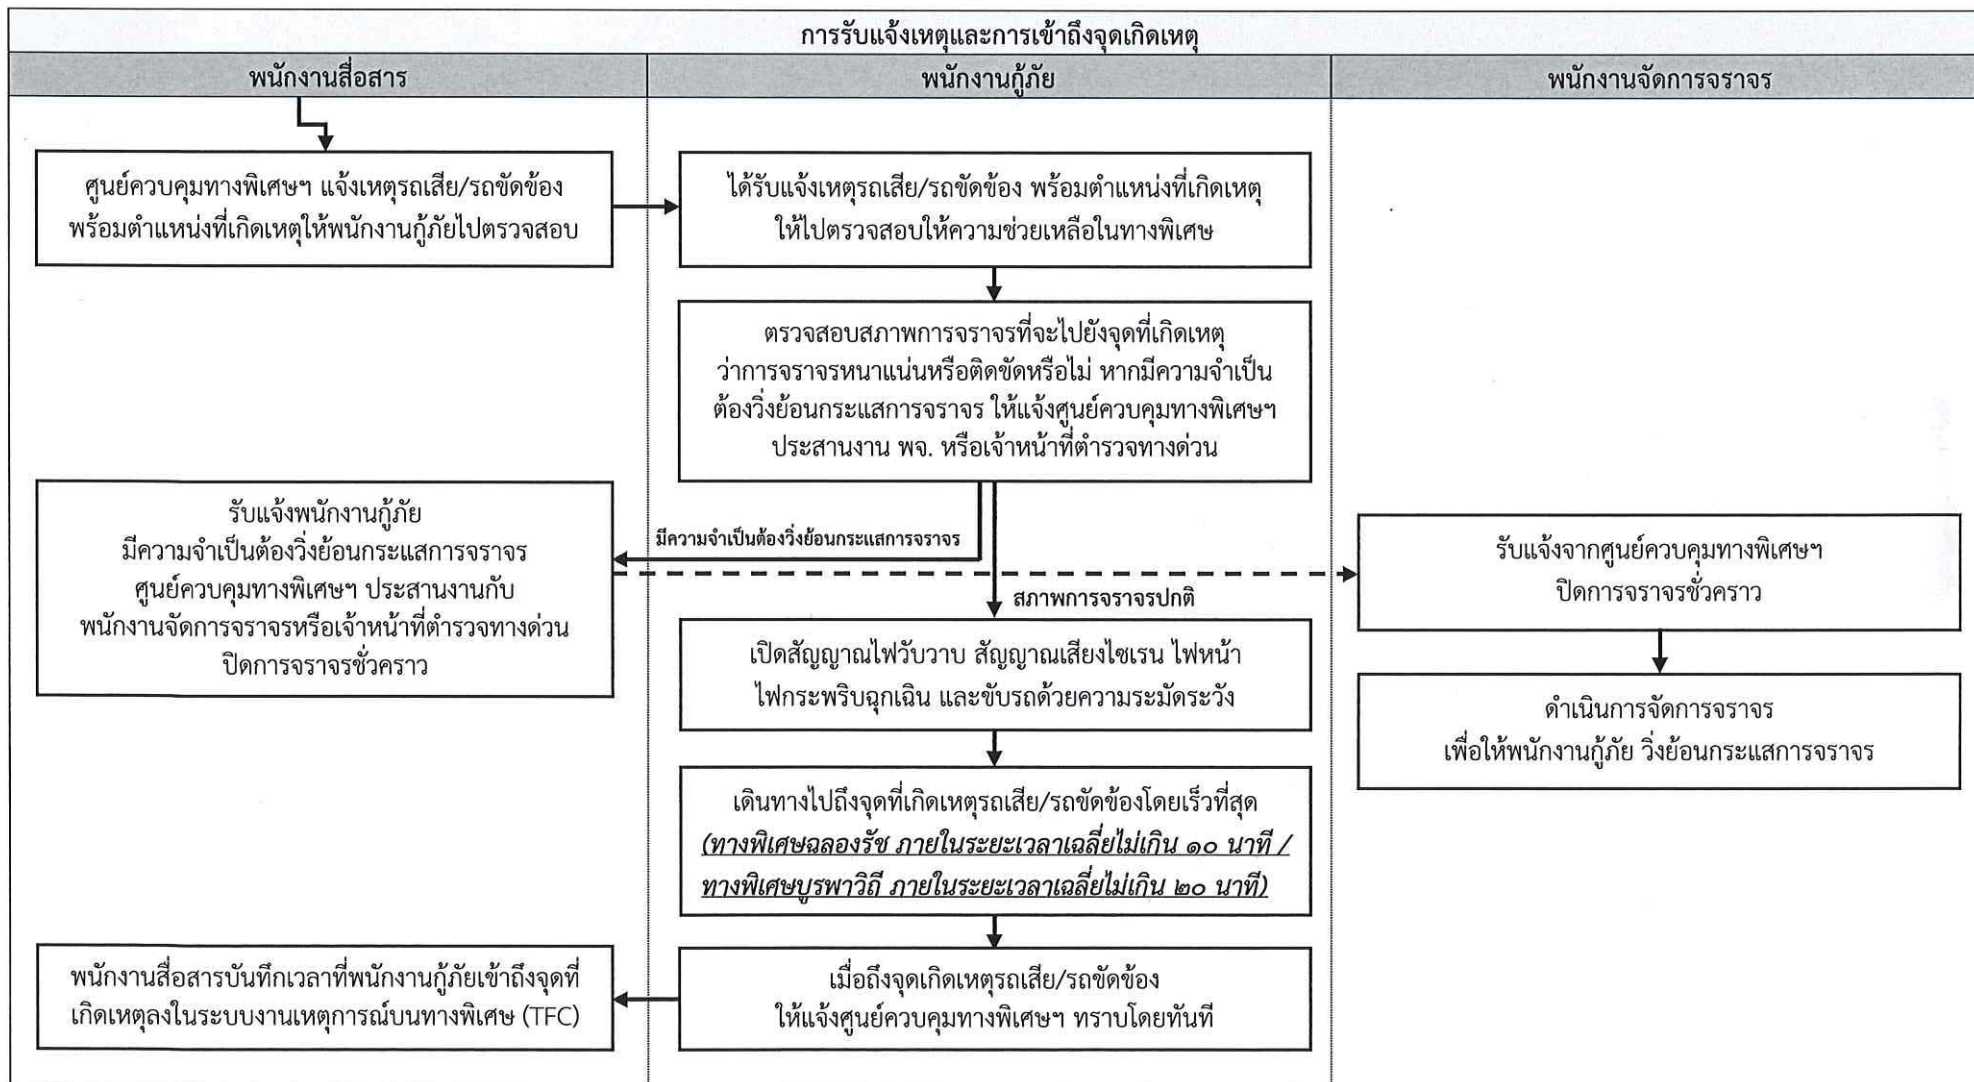 การรับแจ้งเหตุและการเข้าถึงจุดเกิดเหตุ
พนักงานสื่อสาร
พนักงานกู้ภัย
พนักงานจัดการจราจร
ศูนย์ควบคุมทางพิเศษฯ แจ้งเหตุรถเสีย/รถขัดข้อง
พร้อมตำแหน่งที่เกิดเหตุให้พนักงานกู้ภัยไปตรวจสอบ
ได้รับแจ้งเหตุรถเสีย/รถขัดข้อง พร้อมตำแหน่งที่เกิดเหตุ
ให้ไปตรวจสอบให้ความช่วยเหลือในทางพิเศษ
ตรวจสอบสภาพการจราจรที่จะไปยังจุดที่เกิดเหตุ
ว่าการจราจรหนาแน่นหรือติดขัดหรือไม่ หากมีความจำเป็น
ต้องวิ่งย้อนกระแสการจราจร ให้แจ้งศูนย์ควบคุมทางพิเศษฯ
ประสานงาน พจ. หรือเจ้าหน้าที่ตำรวจทางด่วน
มีความจำเป็นต้องวิ่งย้อนกระแสการจราจร
รับแจ้งพนักงานกู้ภัย
มีความจำเป็นต้องวิ่งย้อนกระแสการจราจร
ศูนย์ควบคุมทางพิเศษฯ ประสานงานกับ
พนักงานจัดการจราจรหรือเจ้าหน้าที่ตำรวจทางด่วน
ปิดการจราจรชั่วคราว
รับแจ้งจากศูนย์ควบคุมทางพิเศษฯ
ปิดการจราจรชั่วคราว
สภาพการจราจรปกติ
เปิดสัญญาณไฟวับวาบ สัญญาณเสียงไซเรน ไฟหน้า
ไฟกระพริบฉุกเฉิน และขับรถด้วยความระมัดระวัง
ดำเนินการจัดการจราจร
เพื่อให้พนักงานกู้ภัย วิ่งย้อนกระแสการจราจร
เดินทางไปถึงจุดที่เกิดเหตุรถเสีย/รถขัดข้องโดยเร็วที่สุด
(ทางพิเศษฉลองรัช ภายในระยะเวลาเฉลี่ยไม่เกิน ๑๐ นาที /
ทางพิเศษบูรพาวิถี ภายในระยะเวลาเฉลี่ยไม่เกิน ๒๐ นาที)
เมื่อถึงจุดเกิดเหตุรถเสีย/รถขัดข้อง
ให้แจ้งศูนย์ควบคุมทางพิเศษฯ ทราบโดยทันที
พนักงานสื่อสารบันทึกเวลาที่พนักงานกู้ภัยเข้าถึงจุดที่
เกิดเหตุลงในระบบงานเหตุการณ์บนทางพิเศษ (TFC)